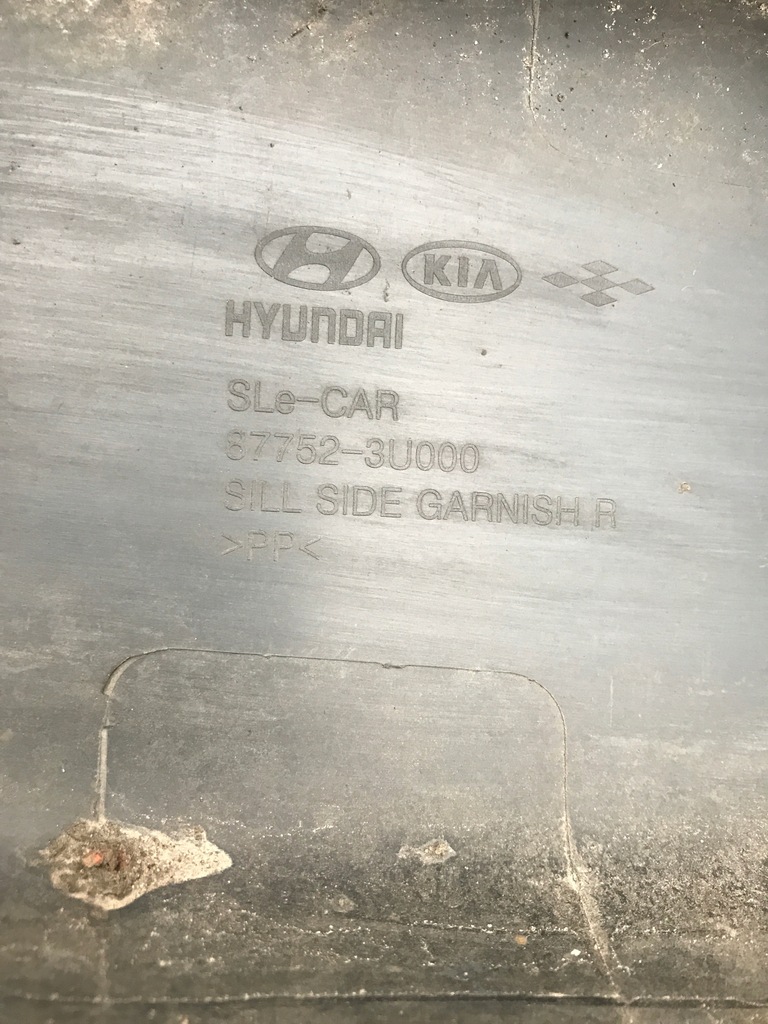 KIA
HYUNDAI
SLe-CAR
87752-3U000
SILL SIDE GARNISH R
>PP<